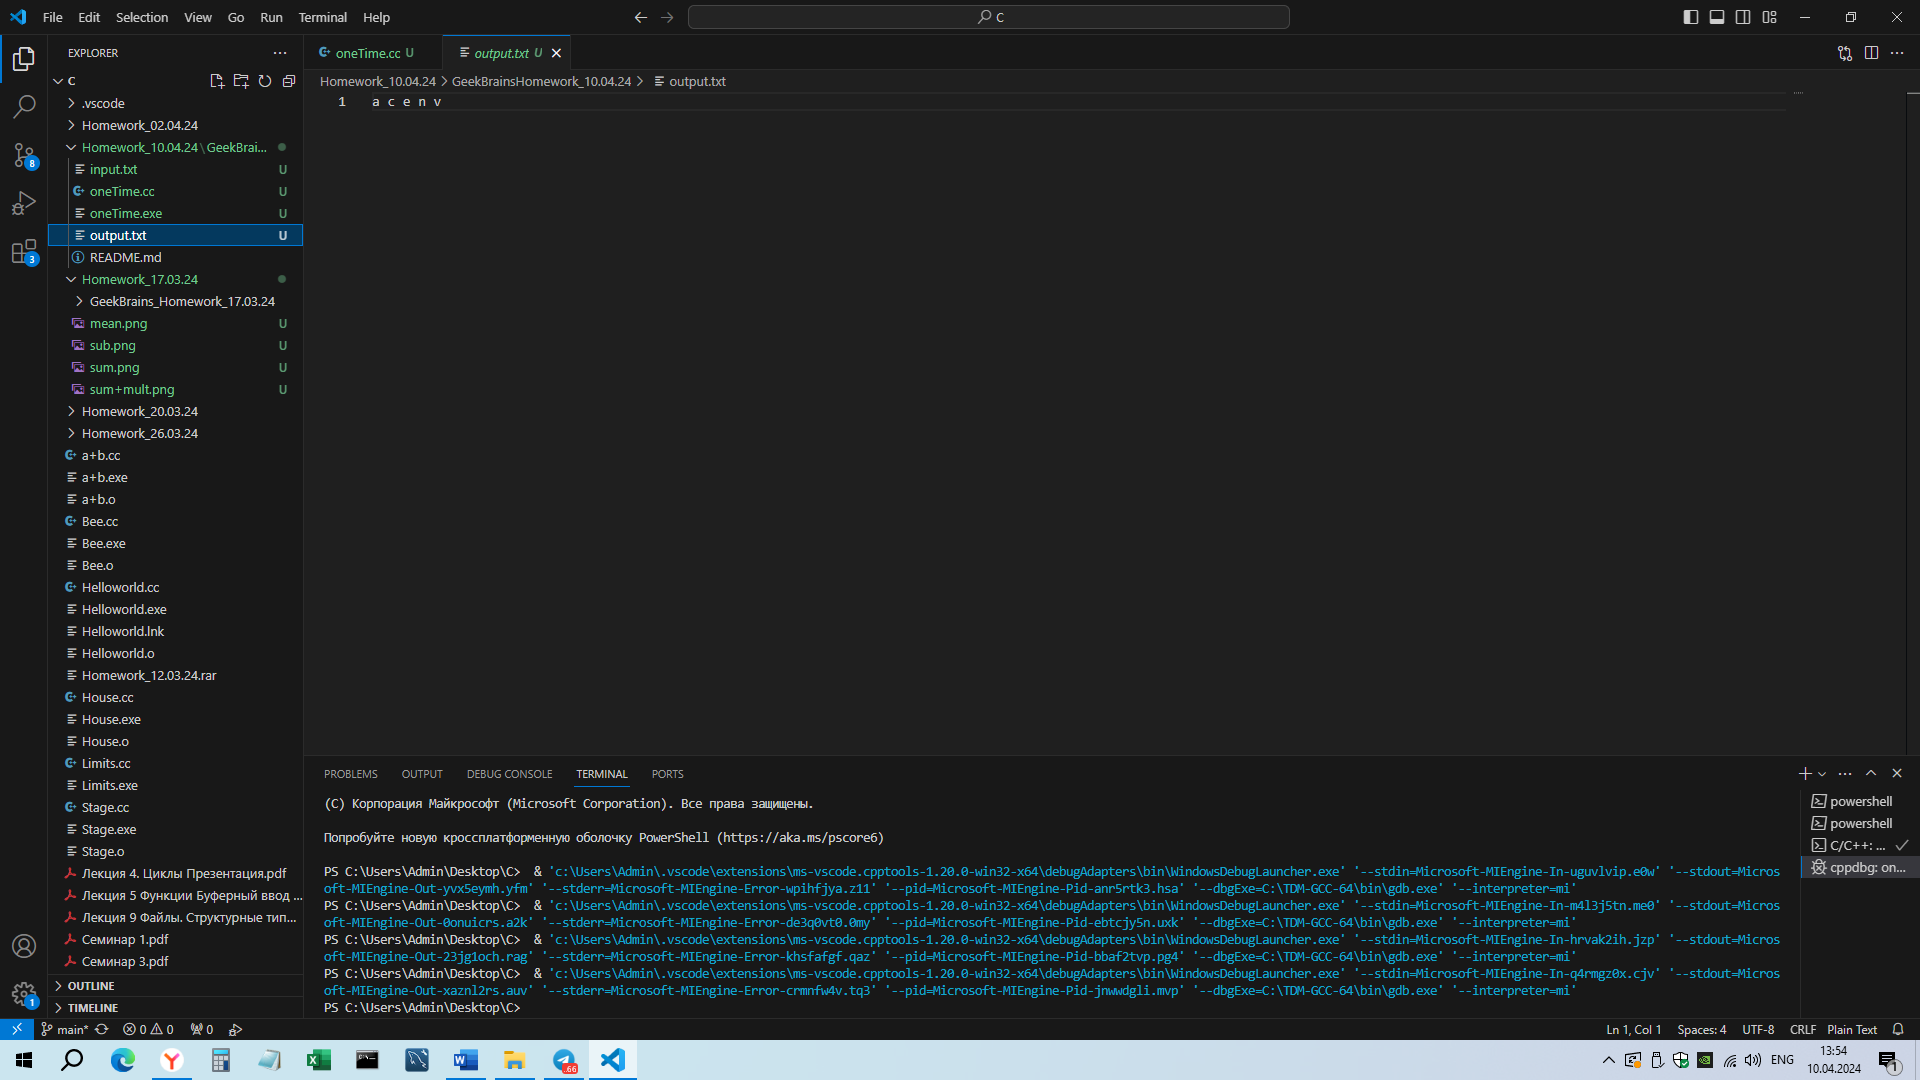 File Edit Selection View Go Run Terminal Help
C
EXPLORER
C
.vscode
Homework_02.04.24
Homework_10.04.24\GeekBrai...
input.txt U
oneTime.cc U
oneTime.exe U
output.txt U
README.md
Homework_17.03.24
GeekBrains_Homework_17.03.24
mean.png U
sub.png U
sum.png U
sum+mult.png U
Homework_20.03.24
Homework_26.03.24
a+b.cc
a+b.exe
a+b.o
Bee.cc
Bee.exe
Bee.o
Helloworld.cc
Helloworld.exe
Helloworld.lnk
Helloworld.o
Homework_12.03.24.rar
House.cc
House.exe
House.o
Limits.cc
Limits.exe
Stage.cc
Stage.exe
Stage.o
Лекция 4. Циклы Презентация.pdf
Лекция 5 Функции Буферный ввод ...
Лекция 9 Файлы. Структурные тип...
Семинар 1.pdf
Семинар 3.pdf
OUTLINE
TIMELINE
8
3
1
oneTime.cc U
output.txt U
Homework_10.04.24 > GeekBrainsHomework_10.04.24 > output.txt
1 a c e n v
PROBLEMS OUTPUT DEBUG CONSOLE TERMINAL PORTS
(C) Корпорация Майкрософт (Microsoft Corporation). Все права защищены.
Попробуйте новую кроссплатформенную оболочку PowerShell (https://aka.ms/pscore6)
PS C:\Users\Admin\Desktop\C> & 'c:\Users\Admin\.vscode\extensions\ms-vscode.cpptools-1.20.0-win32-x64\debugAdapters\bin\WindowsDebugLauncher.exe' '--stdin=Microsoft-MIEngine-In-uguvlvip.e0w' '--stdout=Micros
oft-MIEngine-Out-yvx5eymh.yfm' '--stderr=Microsoft-MIEngine-Error-wpihfjya.z11' '--pid=Microsoft-MIEngine-Pid-anr5rtk3.hsa' '--dbgExe=C:\TDM-GCC-64\bin\gdb.exe' '--interpreter=mi'
PS C:\Users\Admin\Desktop\C> & 'c:\Users\Admin\.vscode\extensions\ms-vscode.cpptools-1.20.0-win32-x64\debugAdapters\bin\WindowsDebugLauncher.exe' '--stdin=Microsoft-MIEngine-In-m4l3j5tn.me0' '--stdout=Micros
oft-MIEngine-Out-0onuicrs.a2k' '--stderr=Microsoft-MIEngine-Error-de3q0vt0.0my' '--pid=Microsoft-MIEngine-Pid-ebtcjy5n.uxk' '--dbgExe=C:\TDM-GCC-64\bin\gdb.exe' '--interpreter=mi'
PS C:\Users\Admin\Desktop\C> & 'c:\Users\Admin\.vscode\extensions\ms-vscode.cpptools-1.20.0-win32-x64\debugAdapters\bin\WindowsDebugLauncher.exe' '--stdin=Microsoft-MIEngine-In-hrvak2ih.jzp' '--stdout=Micros
oft-MIEngine-Out-23jg1och.rag' '--stderr=Microsoft-MIEngine-Error-khsfafgf.qaz' '--pid=Microsoft-MIEngine-Pid-bbaf2tvp.pg4' '--dbgExe=C:\TDM-GCC-64\bin\gdb.exe' '--interpreter=mi'
PS C:\Users\Admin\Desktop\C> & 'c:\Users\Admin\.vscode\extensions\ms-vscode.cpptools-1.20.0-win32-x64\debugAdapters\bin\WindowsDebugLauncher.exe' '--stdin=Microsoft-MIEngine-In-q4rmgz0x.cjv' '--stdout=Micros
oft-MIEngine-Out-xaznl2rs.auv' '--stderr=Microsoft-MIEngine-Error-crmnfw4v.tq3' '--pid=Microsoft-MIEngine-Pid-jnwwdgli.mvp' '--dbgExe=C:\TDM-GCC-64\bin\gdb.exe' '--interpreter=mi'
PS C:\Users\Admin\Desktop\C>
powershell
powershell
C/C++: ...
cppdbg: on...
main* 0 0 0
Ln 1, Col 1 Spaces: 4 UTF-8 CRLF Plain Text
.66
ENG
13:54
10.04.2024
1